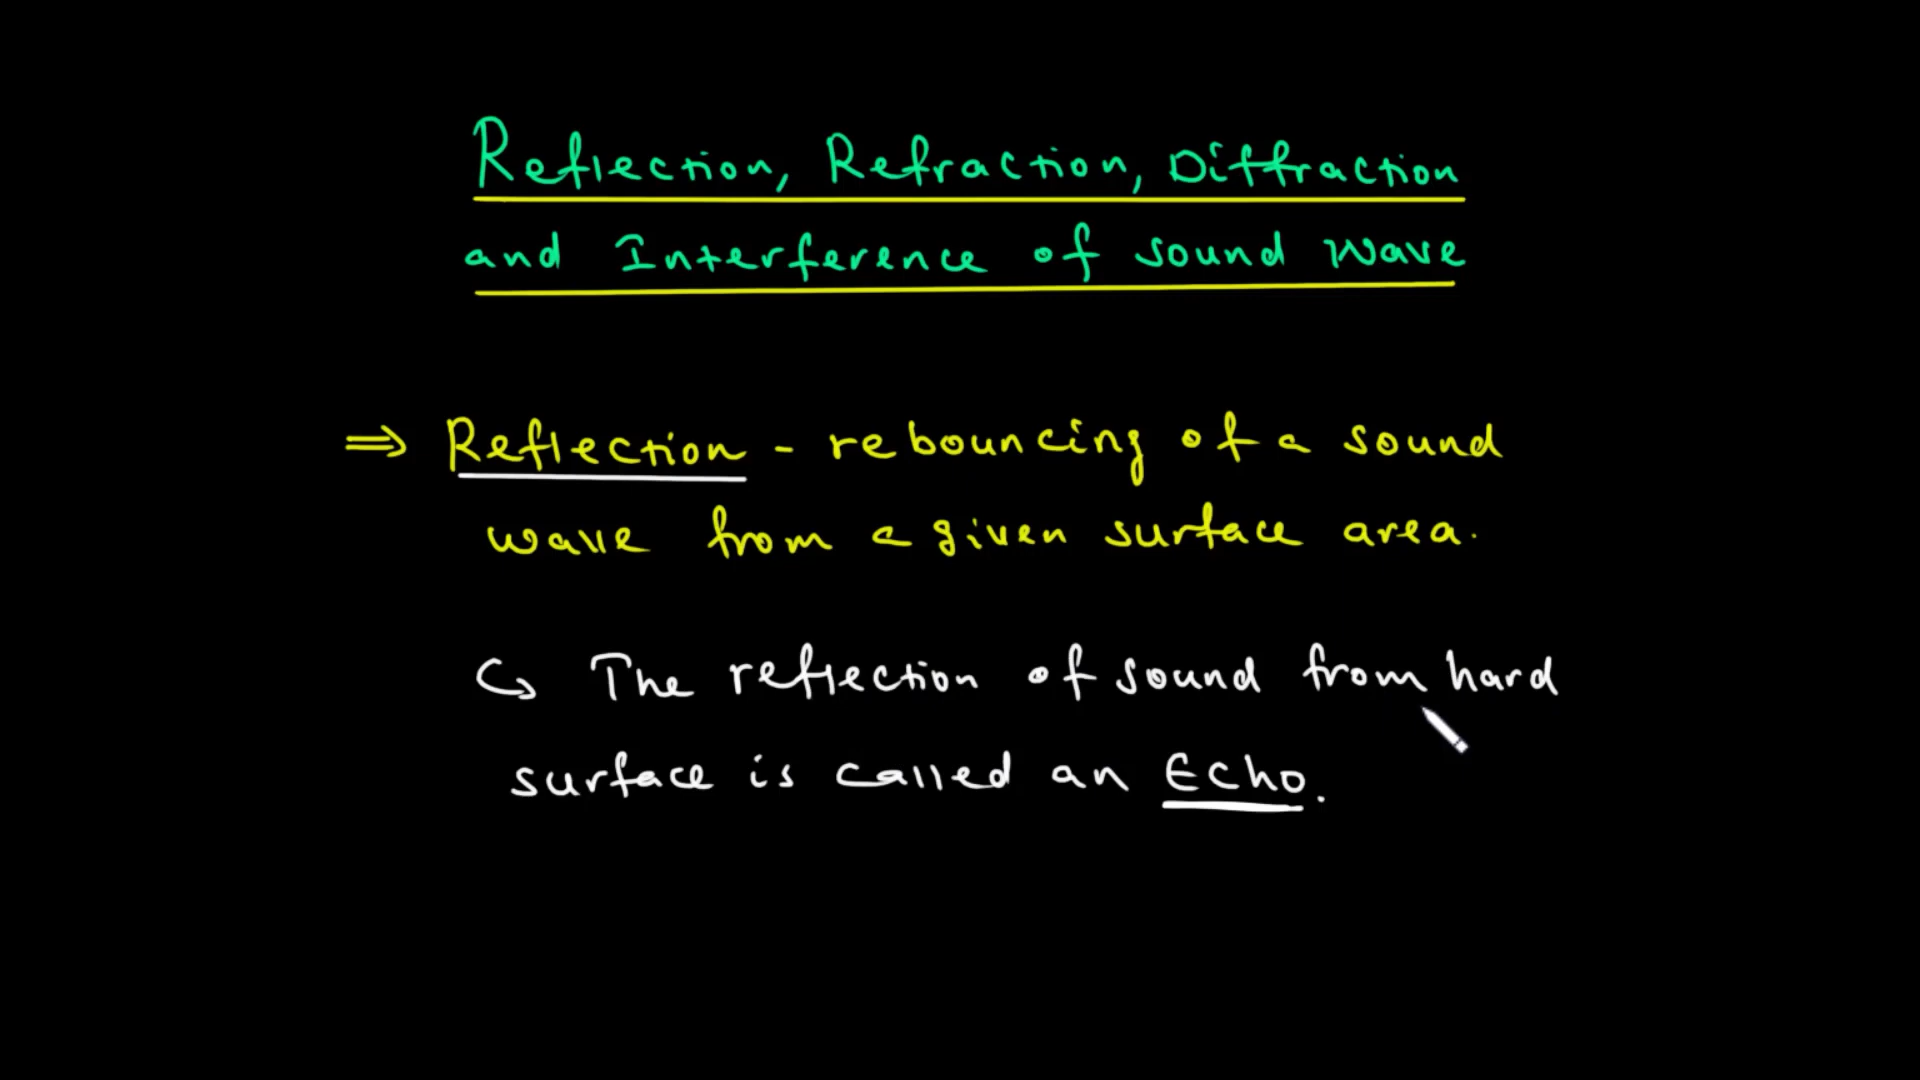 Reflection, Refraction, Diffraction
and Interference of sound wave
⇒ Reflection - rebouncing of a sound
wave from a given surface area.
↪ The reflection of sound from hard
surface is called an Echo.